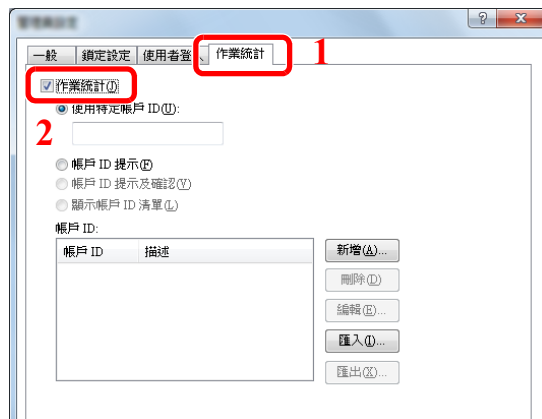 一般 鎖定設定 使用者登 作業統計 1
作業統計(J)
使用特定帳戶 ID(U):
2
帳戶 ID 提示(F)
帳戶 ID 提示及確認(Y)
顯示帳戶 ID 清單(L)
帳戶 ID:
帳戶 ID 描述
新增(A)...
刪除(D)
編輯(E)...
匯入(I)...
匯出(X)...